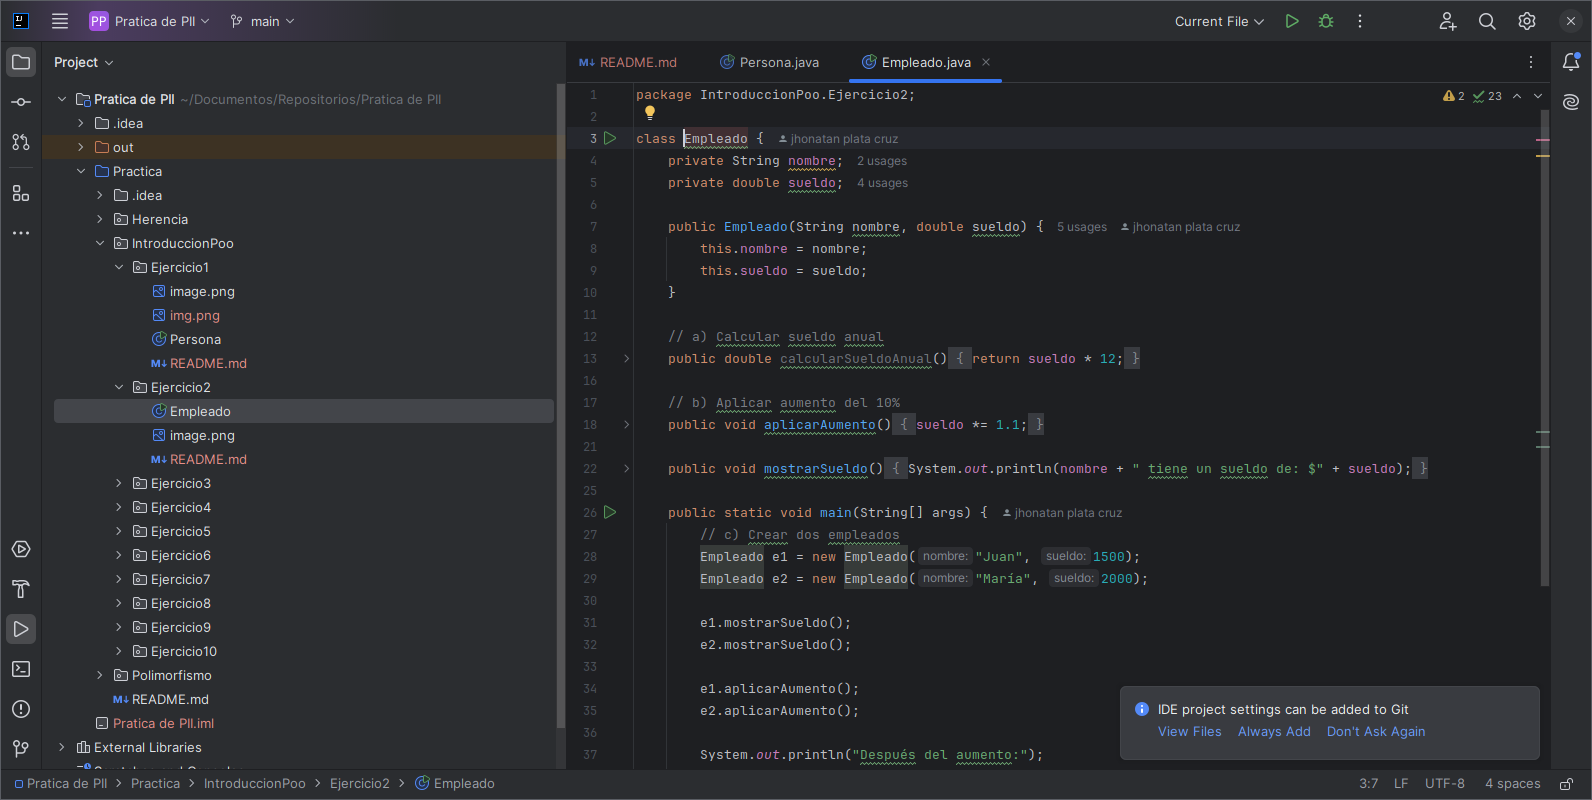 PP Pratica de PII main Current File
Project
Pratica de PII ~/Documentos/Repositorios/Pratica de PII
.idea
out
Practica
.idea
Herencia
IntroduccionPoo
Ejercicio1
image.png
img.png
Persona
README.md
Ejercicio2
Empleado
image.png
README.md
Ejercicio3
Ejercicio4
Ejercicio5
Ejercicio6
Ejercicio7
Ejercicio8
Ejercicio9
Ejercicio10
Polimorfismo
README.md
Pratica de PII.iml
External Libraries
README.md Persona.java Empleado.java
2 23
1 package IntroduccionPoo.Ejercicio2;
2
3 class Empleado { jhonatan plata cruz
4 private String nombre; 2 usages
5 private double sueldo; 4 usages
6
7 public Empleado(String nombre, double sueldo) { 5 usages jhonatan plata cruz
8 this.nombre = nombre;
9 this.sueldo = sueldo;
10 }
11
12 // a) Calcular sueldo anual
13 public double calcularSueldoAnual() { return sueldo * 12; }
16
17 // b) Aplicar aumento del 10%
18 public void aplicarAumento() { sueldo *= 1.1; }
21
22 public void mostrarSueldo() { System.out.println(nombre + " tiene un sueldo de: $" + sueldo); }
25
26 public static void main(String[] args) { jhonatan plata cruz
27 // c) Crear dos empleados
28 Empleado e1 = new Empleado( nombre: "Juan", sueldo: 1500);
29 Empleado e2 = new Empleado( nombre: "María", sueldo: 2000);
30
31 e1.mostrarSueldo();
32 e2.mostrarSueldo();
33
34 e1.aplicarAumento();
35 e2.aplicarAumento();
36
37 System.out.println("Después del aumento:");
IDE project settings can be added to Git
View Files Always Add Don't Ask Again
Pratica de PII Practica IntroduccionPoo Ejercicio2 Empleado
3:7 LF UTF-8 4 spaces